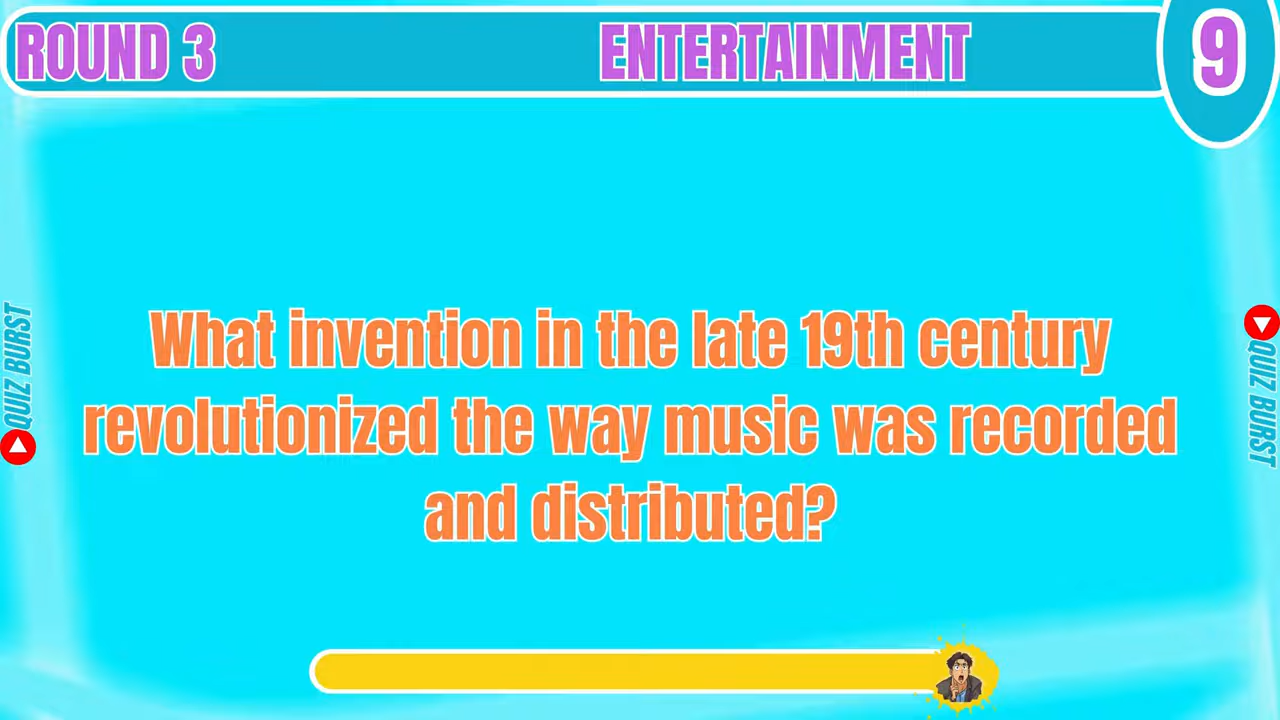 ROUND 3
ENTERTAINMENT
9
What invention in the late 19th century
revolutionized the way music was recorded
and distributed?
QUIZ BURST
QUIZ BURST